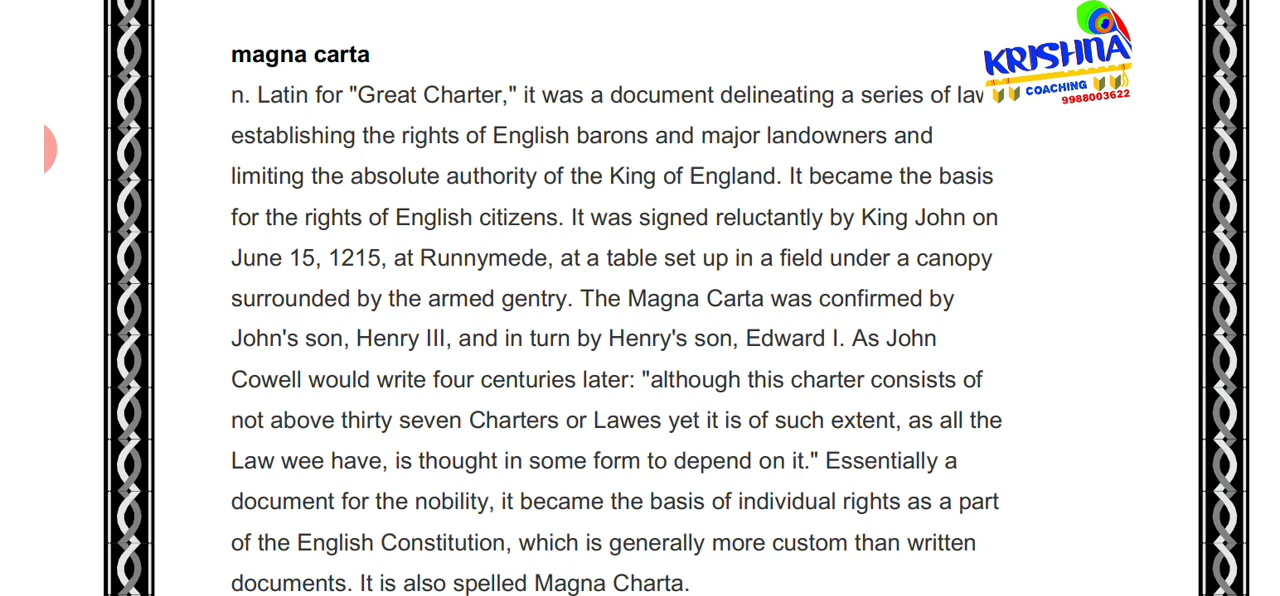 magna carta
n. Latin for "Great Charter," it was a document delineating a series of
establishing the rights of English barons and major landowners and
limiting the absolute authority of the King of England. It became the basis
for the rights of English citizens. It was signed reluctantly by King John on
June 15, 1215, at Runnymede, at a table set up in a field under a canopy
surrounded by the armed gentry. The Magna Carta was confirmed by
John's son, Henry III, and in turn by Henry's son, Edward I. As John
Cowell would write four centuries later: "although this charter consists of
not above thirty seven Charters or Lawes yet it is of such extent, as all the
Law wee have, is thought in some form to depend on it." Essentially a
document for the nobility, it became the basis of individual rights as a part
of the English Constitution, which is generally more custom than written
documents. It is also spelled Magna Charta.
KRISHNA
COACHING
9988003622